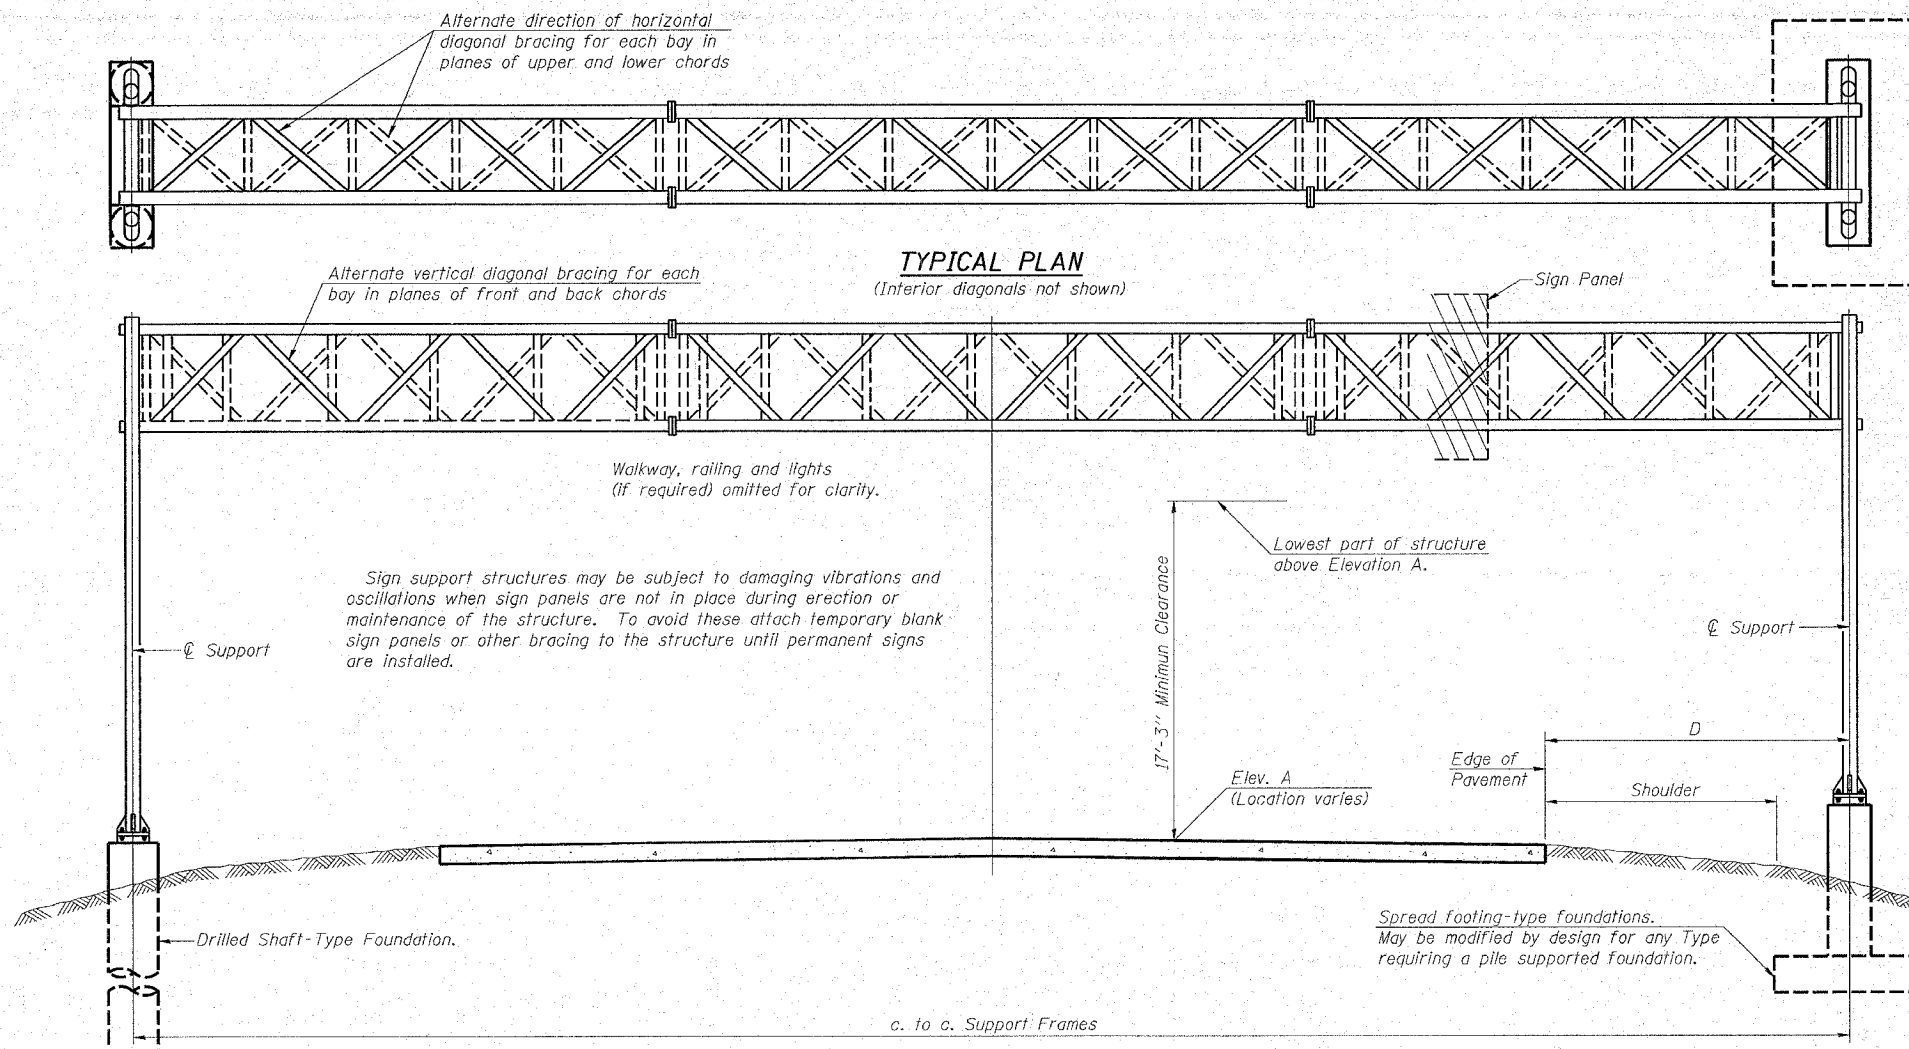 Alternate direction of horizontal
diagonal bracing for each bay in
planes of upper and lower chords
TYPICAL PLAN
(Interior diagonals not shown)
Alternate vertical diagonal bracing for each
bay in planes of front and back chords
Sign Panel
Walkway, railing and lights
(if required) omitted for clarity.
Lowest part of structure
above Elevation A.
Sign support structures may be subject to damaging vibrations and
oscillations when sign panels are not in place during erection or
maintenance of the structure. To avoid these attach temporary blank
sign panels or other bracing to the structure until permanent signs
are installed.
17'-3" Minimun Clearance
℄ Support
℄ Support
D
Edge of
Pavement
Shoulder
Elev. A
(Location varies)
Drilled Shaft-Type Foundation.
Spread footing-type foundations.
May be modified by design for any Type
requiring a pile supported foundation.
c. to c. Support Frames